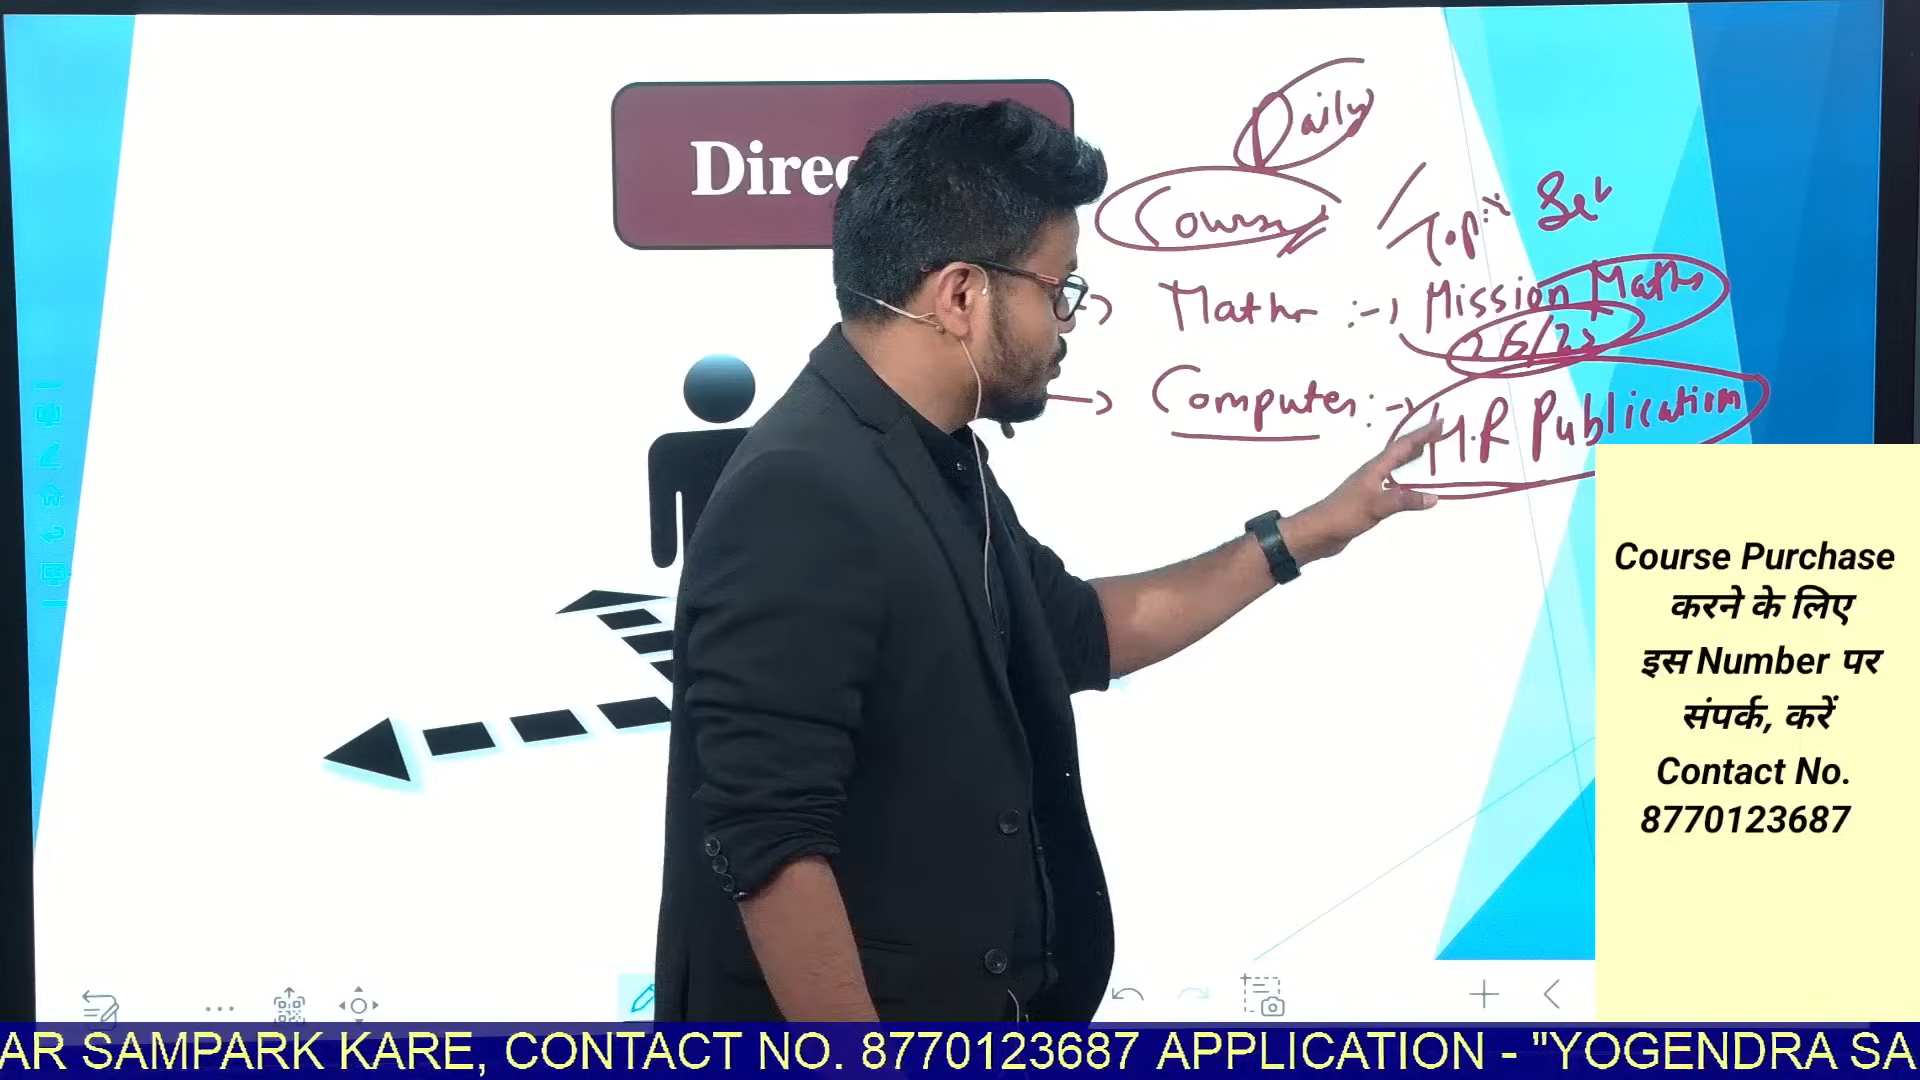 Direc
Daily
Course
Topic
Maths :-> Mission Maths
Computer :-> H.R Publication
Course Purchase
करने के लिए
इस Number पर
संपर्क, करें
Contact No.
8770123687
AR SAMPARK KARE, CONTACT NO. 8770123687 APPLICATION - "YOGENDRA SA